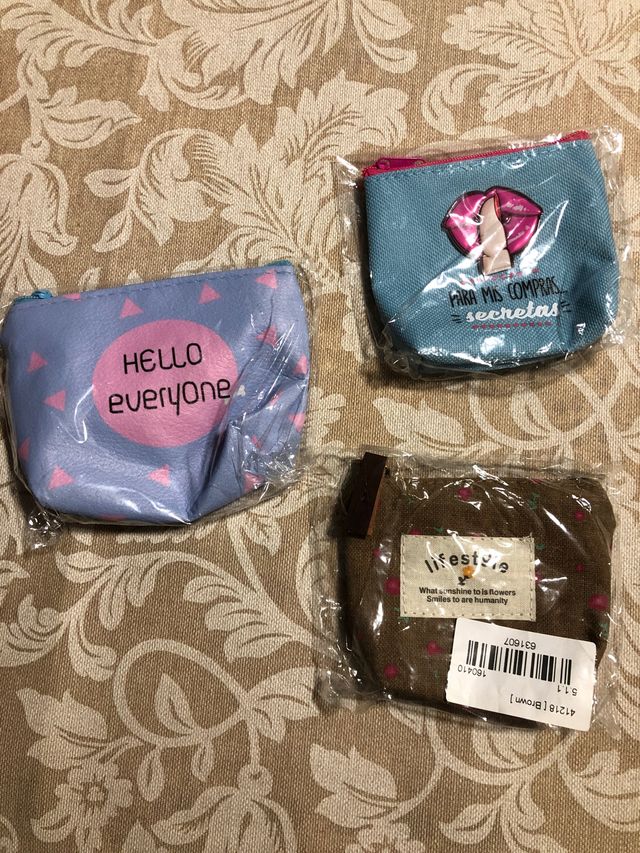 HELLO
everyone.
PARA MIS COMPRAS...
secretas
lifestyle
What sunshine to is flowers
Smiles to are humanity
41218 [ Brown ]
5.1.1
160410
631607